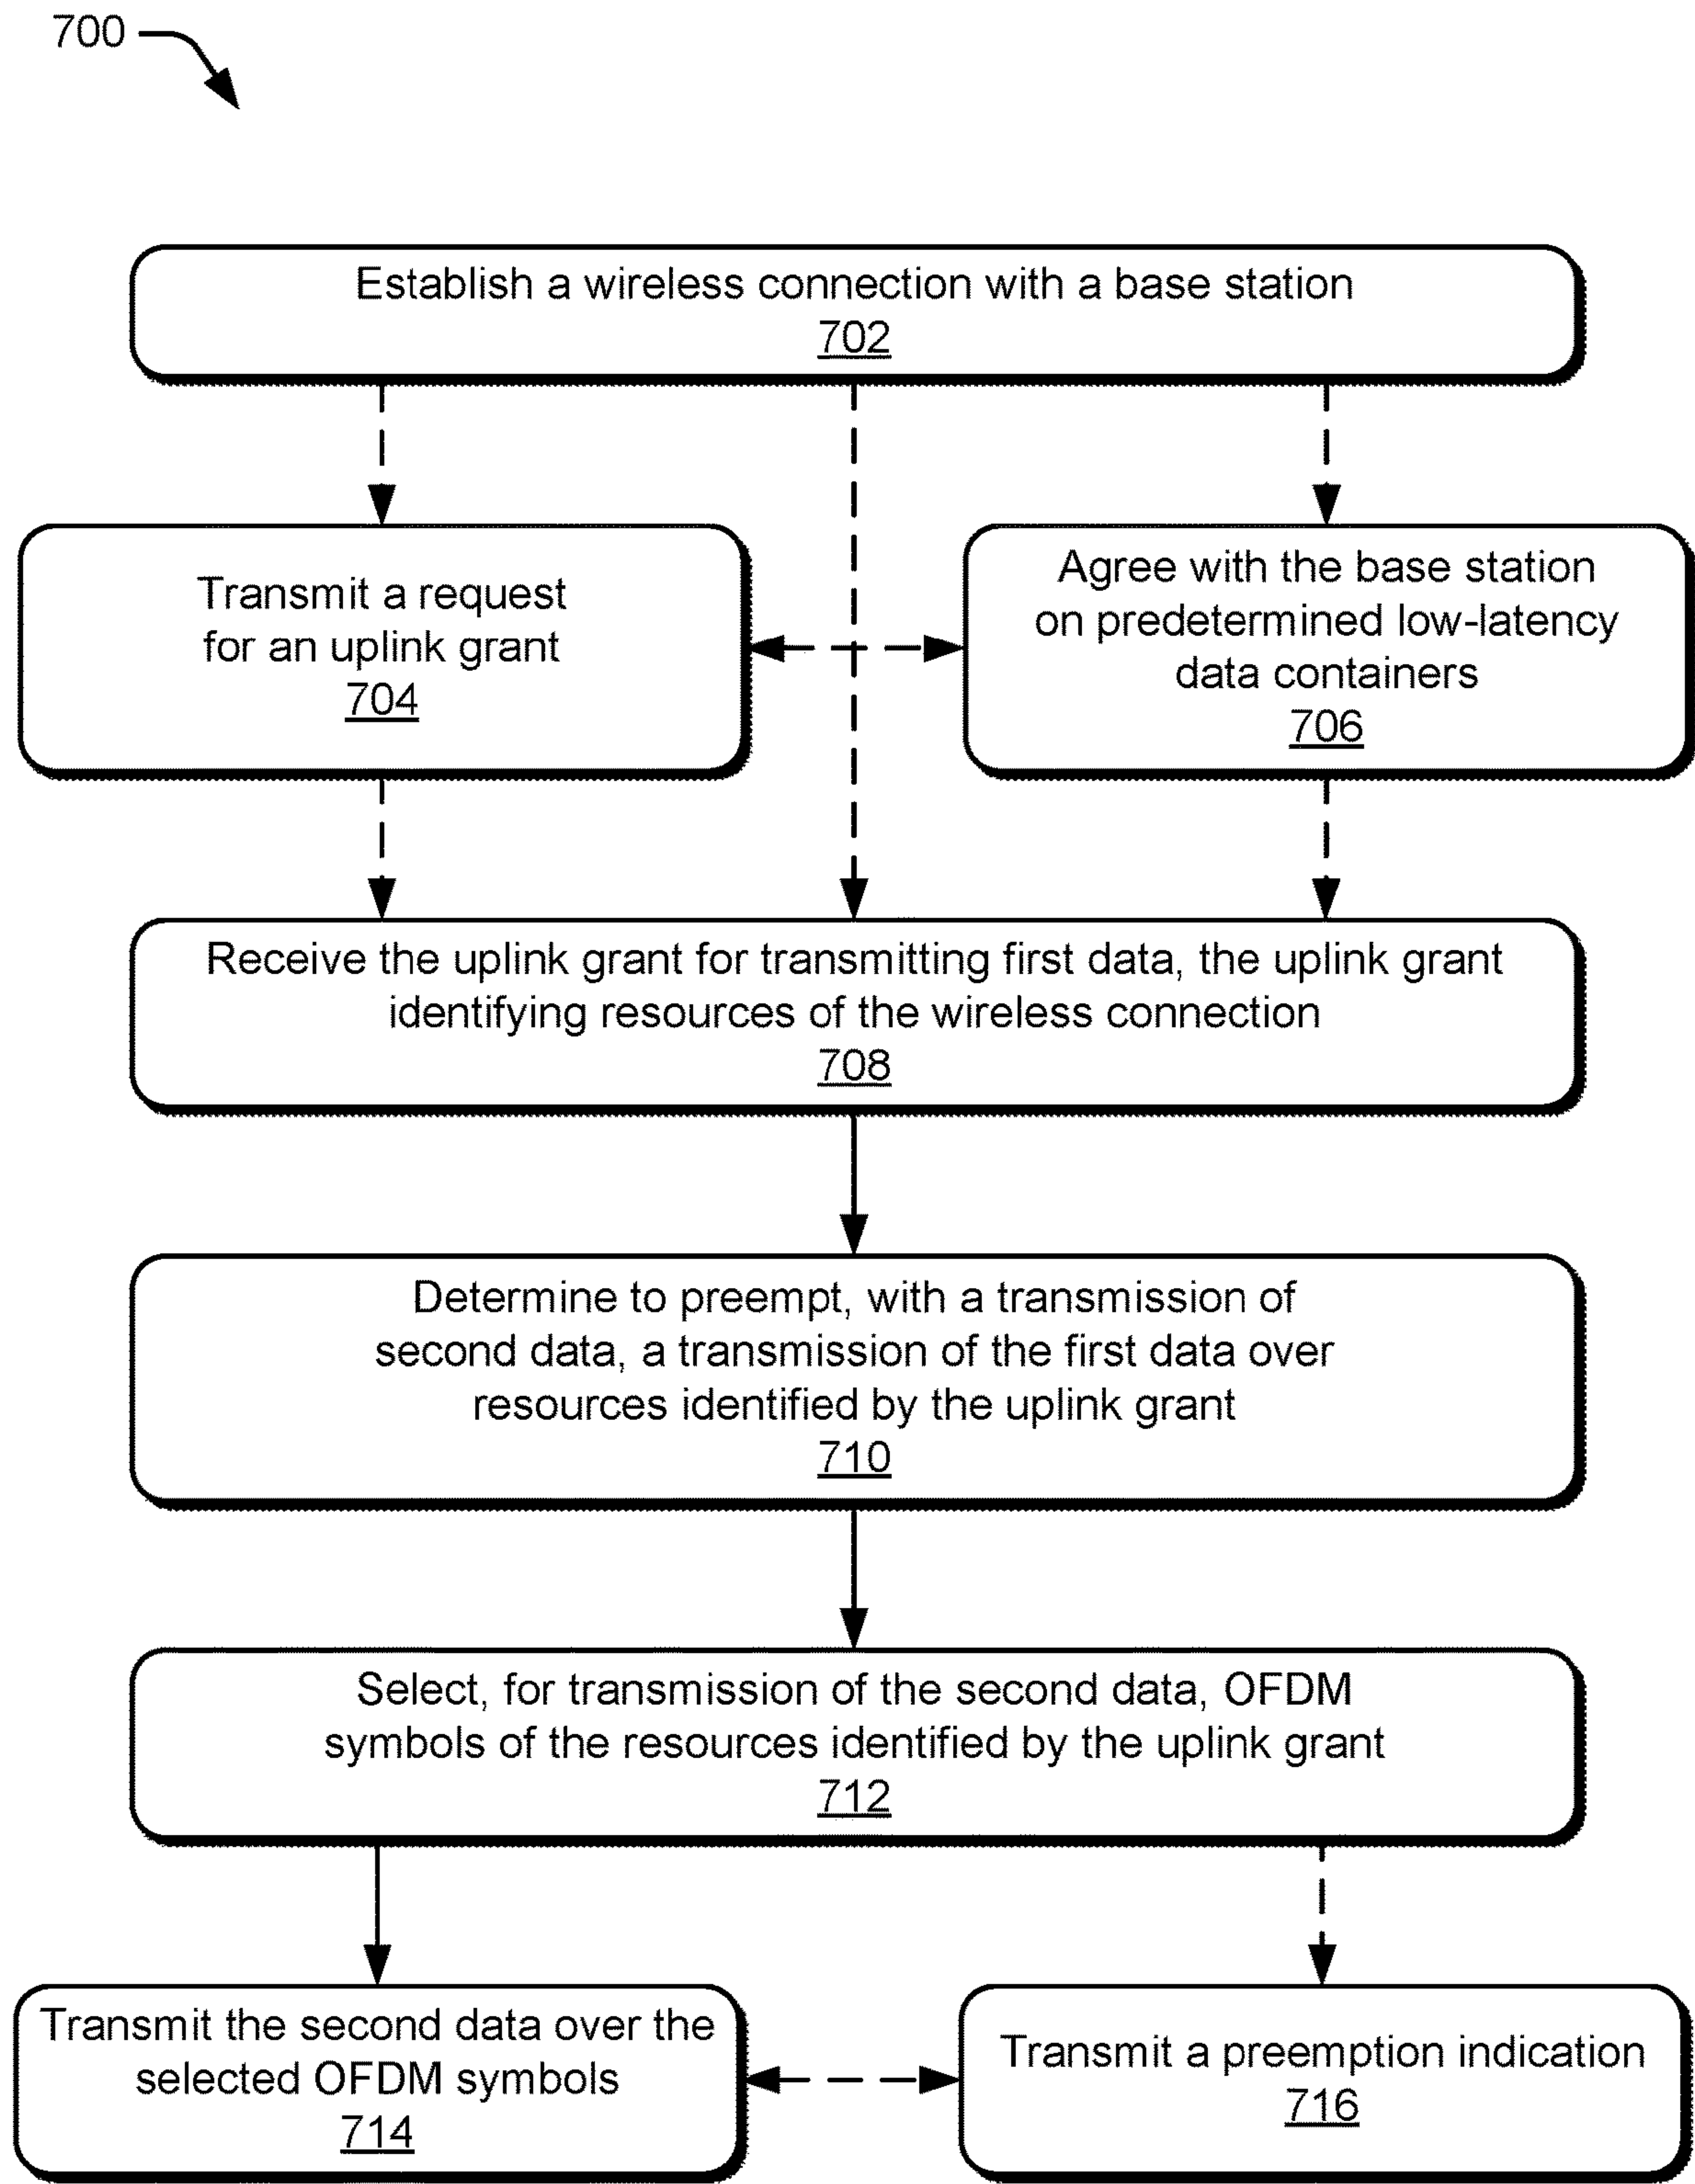 700
Establish a wireless connection with a base station
702
Transmit a request
for an uplink grant
704
Agree with the base station
on predetermined low-latency
data containers
706
Receive the uplink grant for transmitting first data, the uplink grant
identifying resources of the wireless connection
708
Determine to preempt, with a transmission of
second data, a transmission of the first data over
resources identified by the uplink grant
710
Select, for transmission of the second data, OFDM
symbols of the resources identified by the uplink grant
712
Transmit the second data over the
selected OFDM symbols
714
Transmit a preemption indication
716